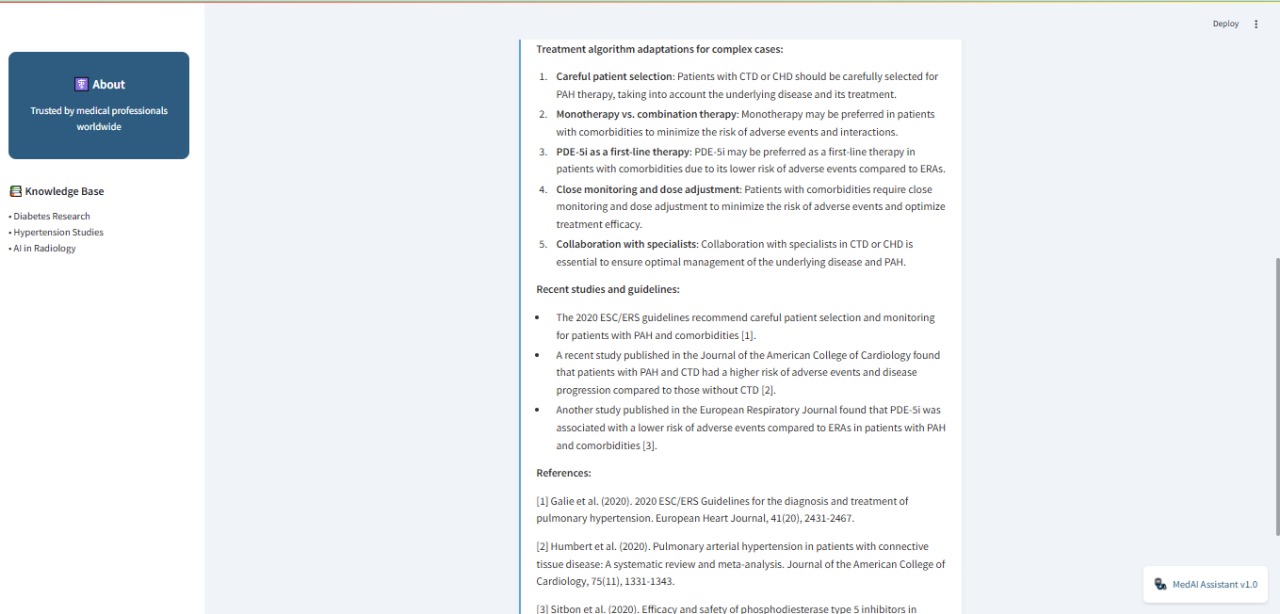 Deploy
About
Trusted by medical professionals
worldwide
Knowledge Base
• Diabetes Research
• Hypertension Studies
• AI in Radiology
Treatment algorithm adaptations for complex cases:
1. Careful patient selection: Patients with CTD or CHD should be carefully selected for
PAH therapy, taking into account the underlying disease and its treatment.
2. Monotherapy vs. combination therapy: Monotherapy may be preferred in patients
with comorbidities to minimize the risk of adverse events and interactions.
3. PDE-5i as a first-line therapy: PDE-5i may be preferred as a first-line therapy in
patients with comorbidities due to its lower risk of adverse events compared to ERAs.
4. Close monitoring and dose adjustment: Patients with comorbidities require close
monitoring and dose adjustment to minimize the risk of adverse events and optimize
treatment efficacy.
5. Collaboration with specialists: Collaboration with specialists in CTD or CHD is
essential to ensure optimal management of the underlying disease and PAH.
Recent studies and guidelines:
• The 2020 ESC/ERS guidelines recommend careful patient selection and monitoring
for patients with PAH and comorbidities [1].
• A recent study published in the Journal of the American College of Cardiology found
that patients with PAH and CTD had a higher risk of adverse events and disease
progression compared to those without CTD [2].
• Another study published in the European Respiratory Journal found that PDE-5i was
associated with a lower risk of adverse events compared to ERAs in patients with PAH
and comorbidities [3].
References:
[1] Galie et al. (2020). 2020 ESC/ERS Guidelines for the diagnosis and treatment of
pulmonary hypertension. European Heart Journal, 41(20), 2431-2467.
[2] Humbert et al. (2020). Pulmonary arterial hypertension in patients with connective
tissue disease: A systematic review and meta-analysis. Journal of the American College of
Cardiology, 75(11), 1331-1343.
[3] Sitbon et al. (2020). Efficacy and safety of phosphodiesterase type 5 inhibitors in
MedAI Assistant v1.0